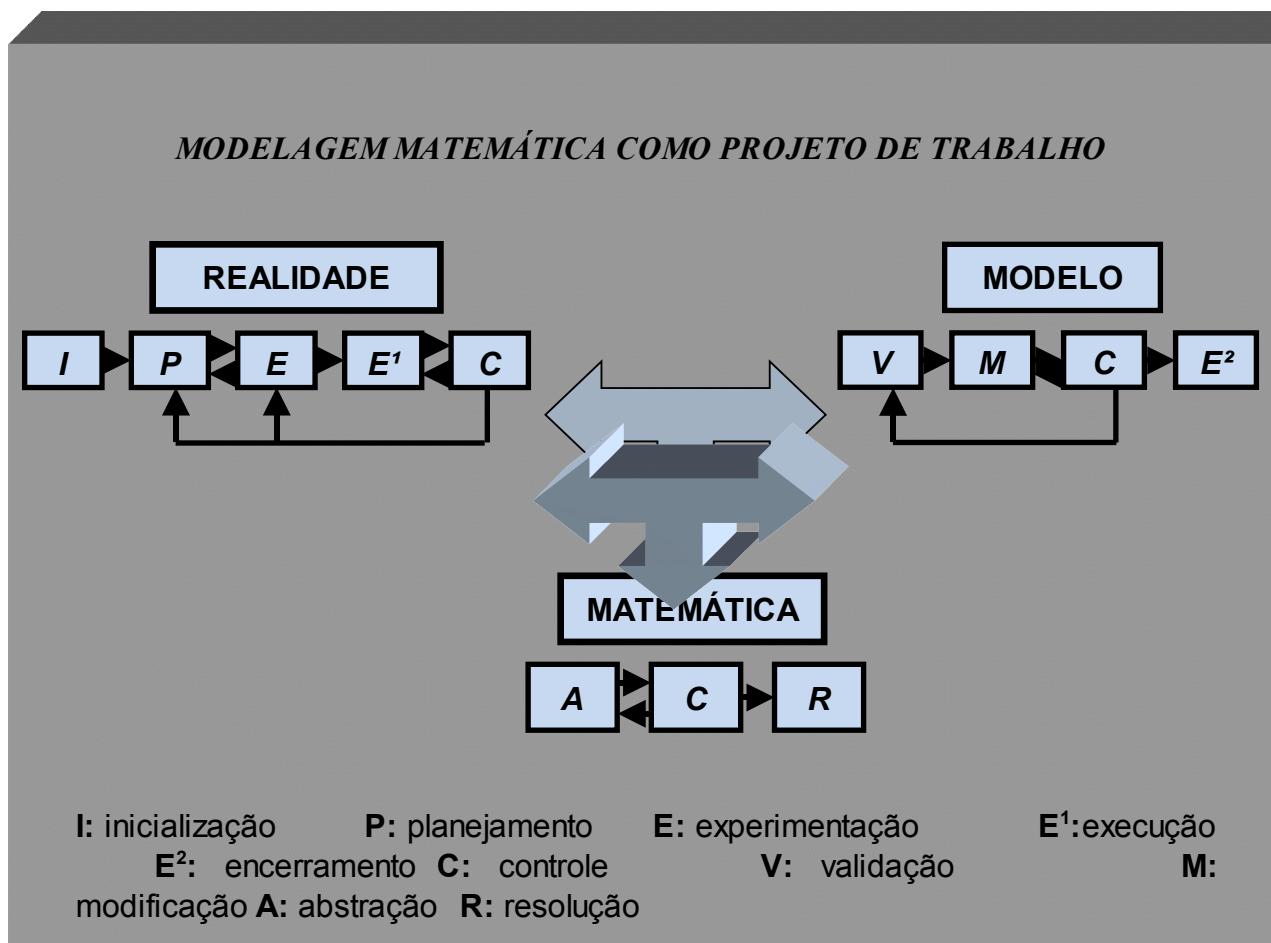 MODELAGEM MATEMÁTICA COMO PROJETO DE TRABALHO
REALIDADE
MODELO
I P E E¹ C
V M C E²
MATEMÁTICA
A C R
I: inicialização P: planejamento E: experimentação E¹:execução
E²: encerramento C: controle V: validação M:
modificação A: abstração R: resolução